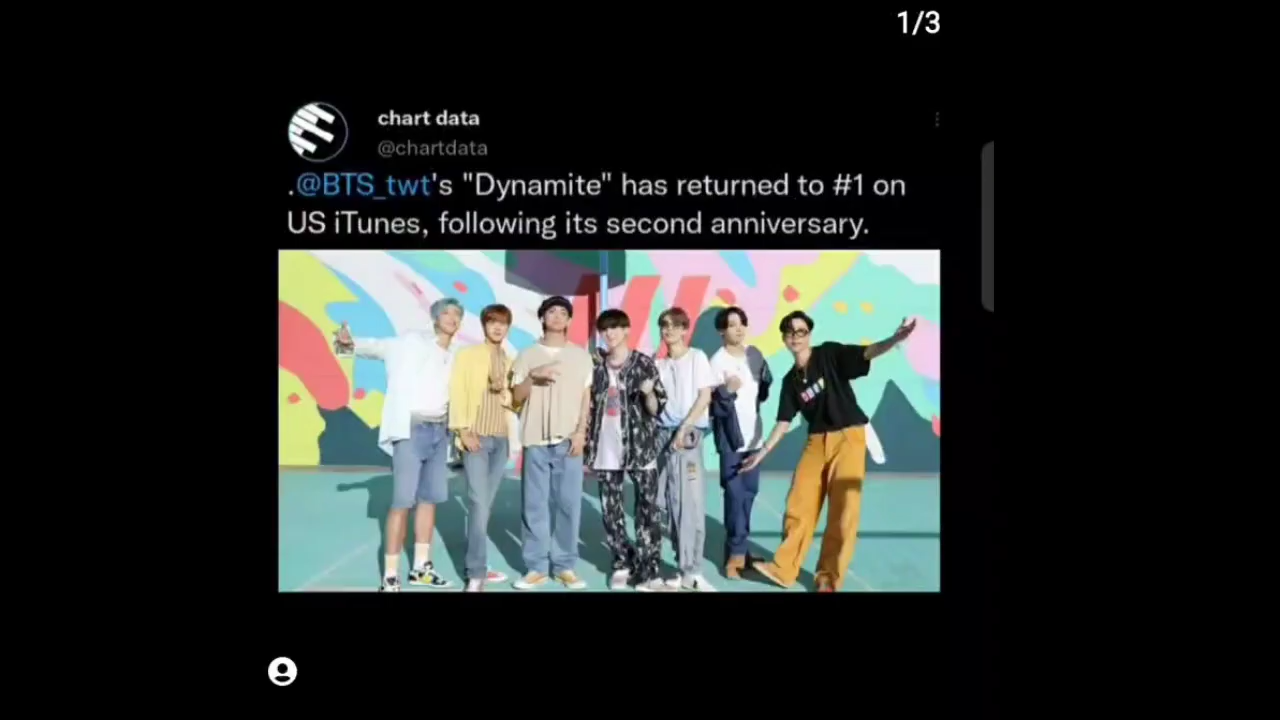 1/3
chart data
@chartdata
.@BTS_twt's "Dynamite" has returned to #1 on
US iTunes, following its second anniversary.